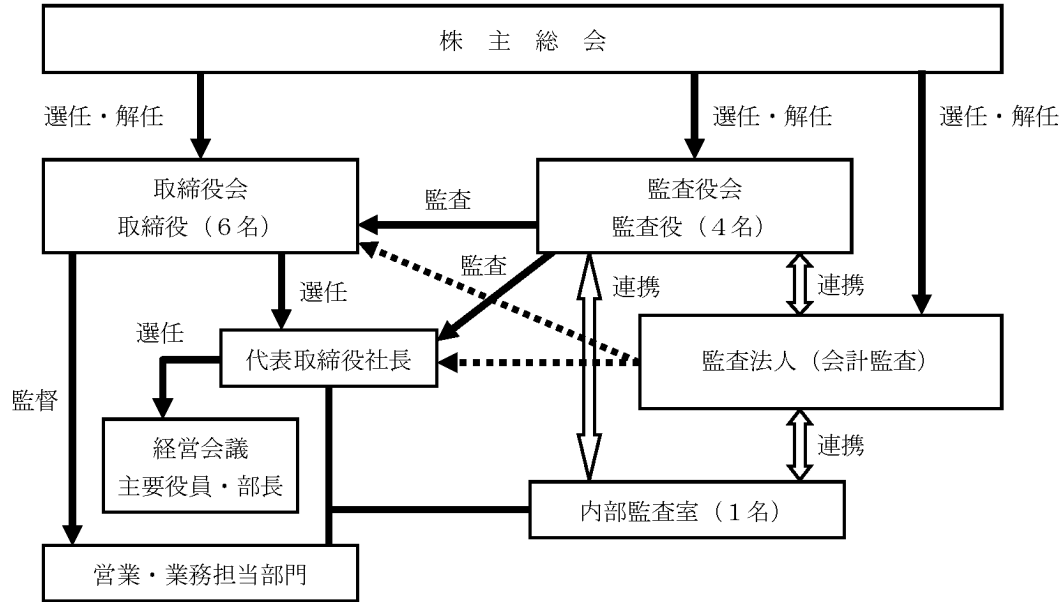 株 主 総 会
選任・解任
選任・解任
選任・解任
取締役会
取締役（６名）
監査
監査役会
監査役（４名）
監査
選任
連携
連携
選任
代表取締役社長
監査法人（会計監査）
監督
経営会議
主要役員・部長
連携
内部監査室（１名）
営業・業務担当部門